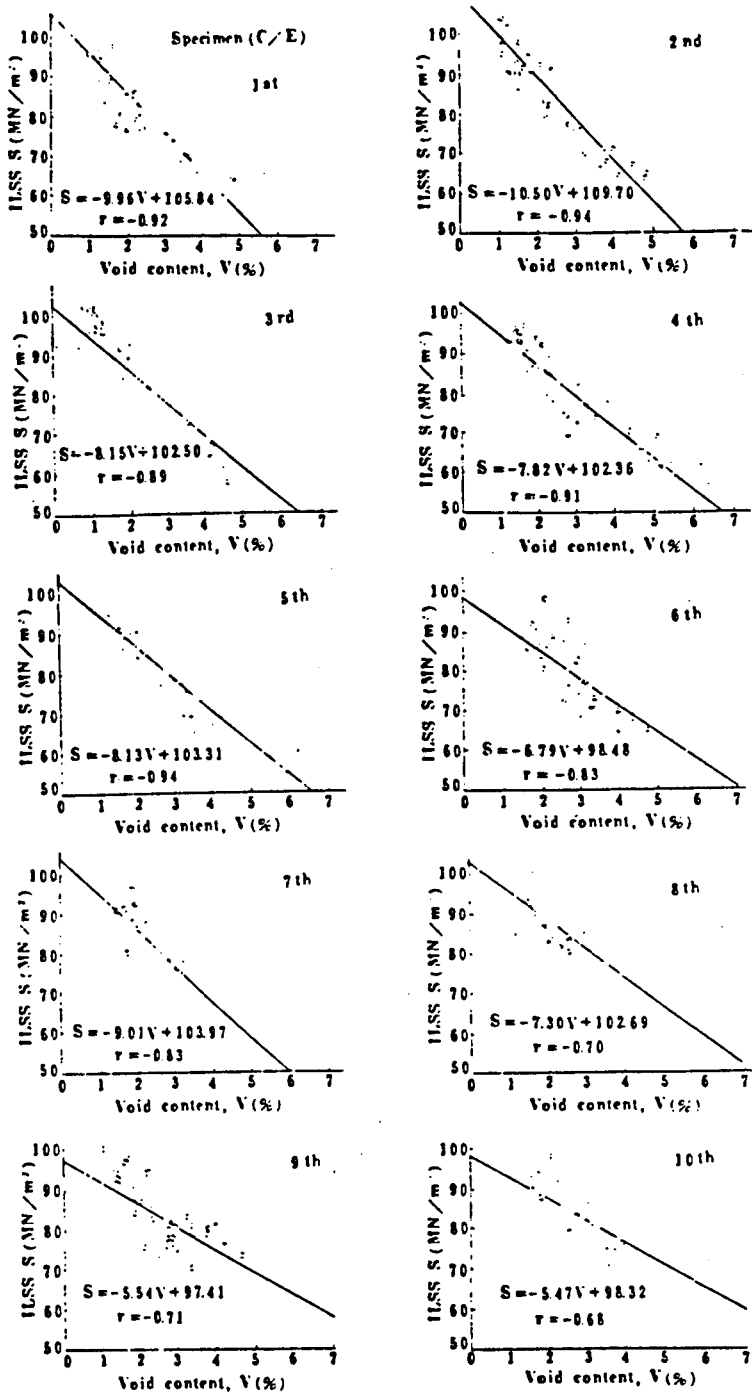 Specimen (C/E)
1st
ILSS S (MN/m²)
100
90
80
70
60
50
S=-9.96V+105.84
r=-0.92
0 1 2 3 4 5 6 7
Void content, V(%)
2nd
ILSS S (MN/m²)
100
90
80
70
60
50
S=-10.50V+109.70
r=-0.94
0 1 2 3 4 5 6 7
Void content, V(%)
3rd
ILSS S (MN/m²)
100
90
80
70
60
50
S=-8.15V+102.50
r=-0.89
0 1 2 3 4 5 6 7
Void content, V(%)
4th
ILSS S (MN/m²)
100
90
80
70
60
50
S=-7.82V+102.36
r=-0.91
0 1 2 3 4 5 6 7
Void content, V(%)
5th
ILSS S (MN/m²)
100
90
80
70
60
50
S=-8.13V+103.31
r=-0.94
0 1 2 3 4 5 6 7
Void content, V(%)
6th
ILSS S (MN/m²)
100
90
80
70
60
50
S=-6.79V+98.48
r=-0.83
0 1 2 3 4 5 6 7
Void content, V(%)
7th
ILSS S (MN/m²)
100
90
80
70
60
50
S=-9.01V+103.97
r=-0.83
0 1 2 3 4 5 6 7
Void content, V(%)
8th
ILSS S (MN/m²)
100
90
80
70
60
50
S=-7.30V+102.69
r=-0.70
0 1 2 3 4 5 6 7
Void content, V(%)
9th
ILSS S (MN/m²)
100
90
80
70
60
50
S=-5.54V+97.41
r=-0.71
0 1 2 3 4 5 6 7
Void content, V(%)
10th
ILSS S (MN/m²)
100
90
80
70
60
50
S=-5.47V+98.32
r=-0.68
0 1 2 3 4 5 6 7
Void content, V(%)